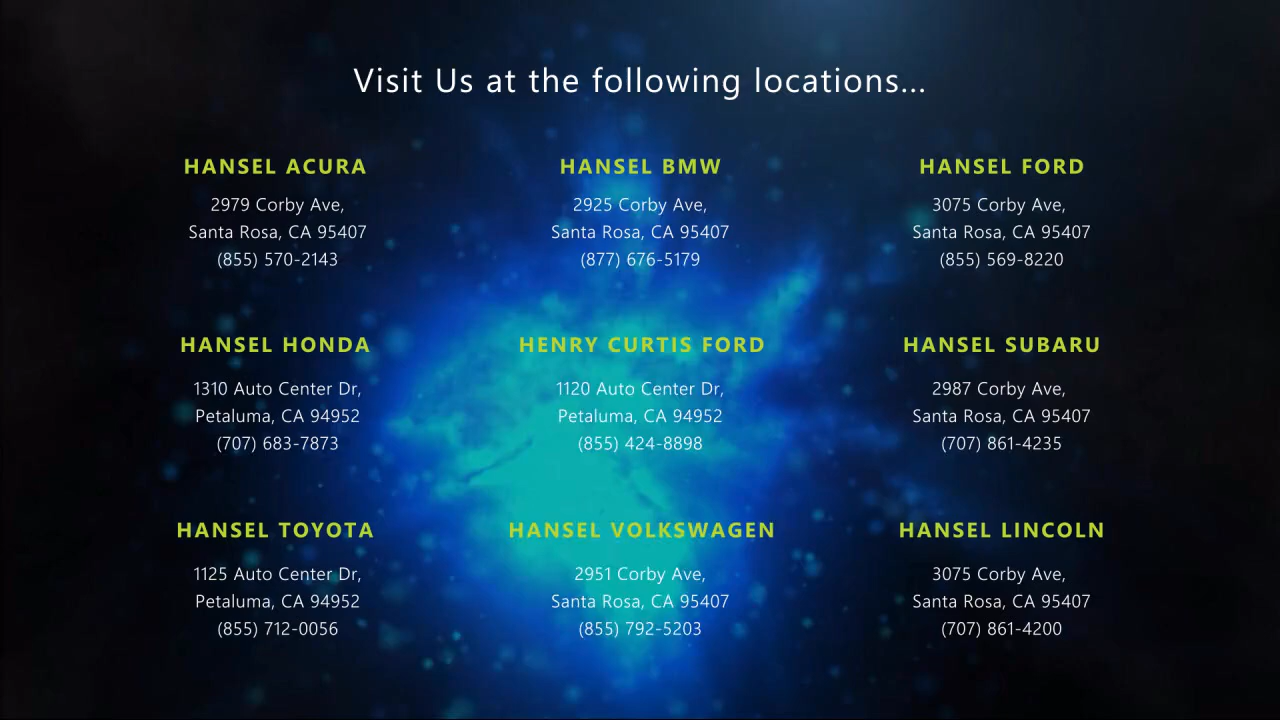 Visit Us at the following locations...
HANSEL ACURA
2979 Corby Ave,
Santa Rosa, CA 95407
(855) 570-2143
HANSEL BMW
2925 Corby Ave,
Santa Rosa, CA 95407
(877) 676-5179
HANSEL FORD
3075 Corby Ave,
Santa Rosa, CA 95407
(855) 569-8220
HANSEL HONDA
1310 Auto Center Dr,
Petaluma, CA 94952
(707) 683-7873
HENRY CURTIS FORD
1120 Auto Center Dr,
Petaluma, CA 94952
(855) 424-8898
HANSEL SUBARU
2987 Corby Ave,
Santa Rosa, CA 95407
(707) 861-4235
HANSEL TOYOTA
1125 Auto Center Dr,
Petaluma, CA 94952
(855) 712-0056
HANSEL VOLKSWAGEN
2951 Corby Ave,
Santa Rosa, CA 95407
(855) 792-5203
HANSEL LINCOLN
3075 Corby Ave,
Santa Rosa, CA 95407
(707) 861-4200